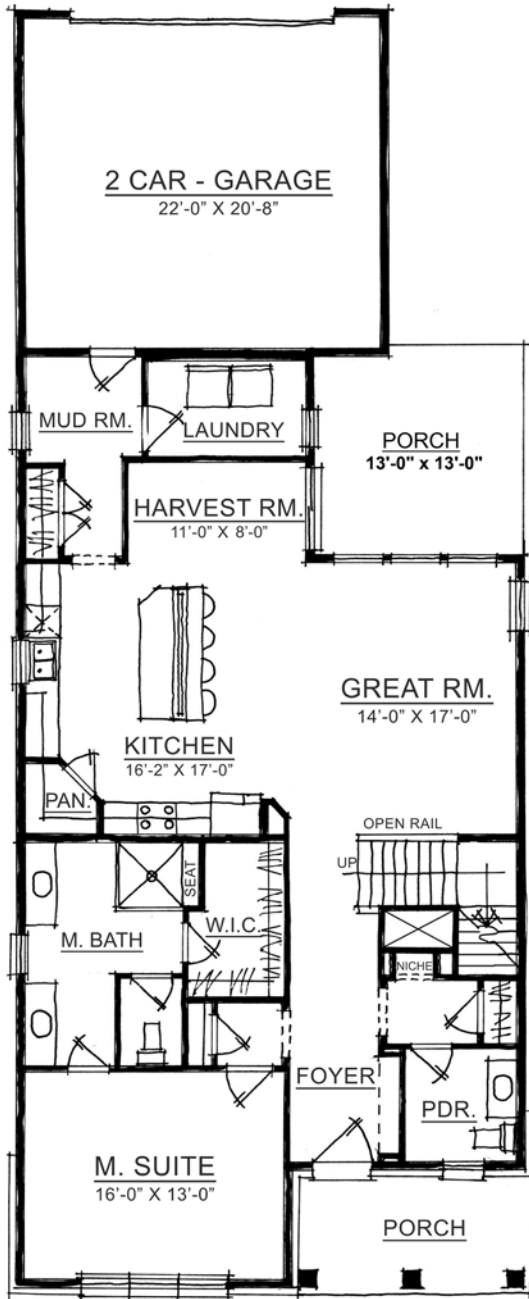 2 CAR - GARAGE
22'-0" X 20'-8"
MUD RM.
LAUNDRY
PORCH
13'-0" x 13'-0"
HARVEST RM.
11'-0" X 8'-0"
GREAT RM.
14'-0" X 17'-0"
KITCHEN
16'-2" X 17'-0"
PAN.
OPEN RAIL
UP
SEAT
M. BATH
W.I.C.
NICHE
FOYER
PDR.
M. SUITE
16'-0" X 13'-0"
PORCH